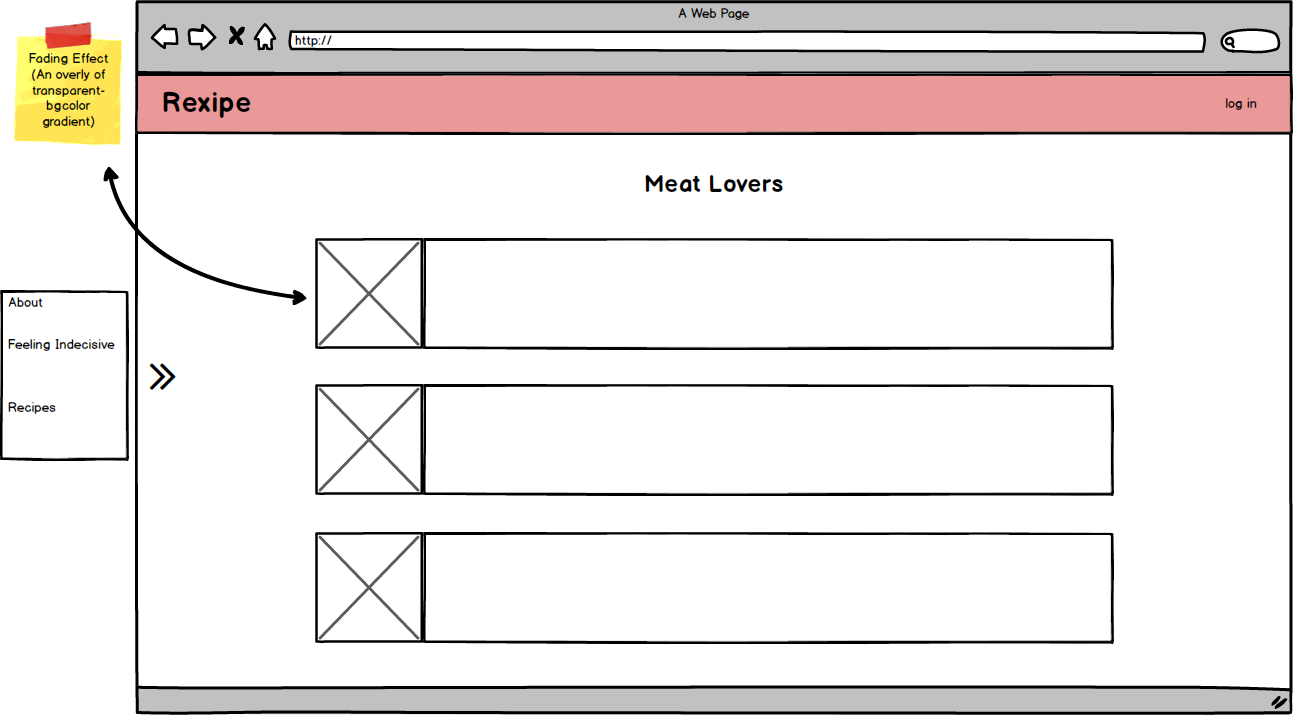 A Web Page
http://
Fading Effect
(An overly of
transparent-
bgcolor
gradient)
Rexipe
log in
Meat Lovers
About
Feeling Indecisive
Recipes